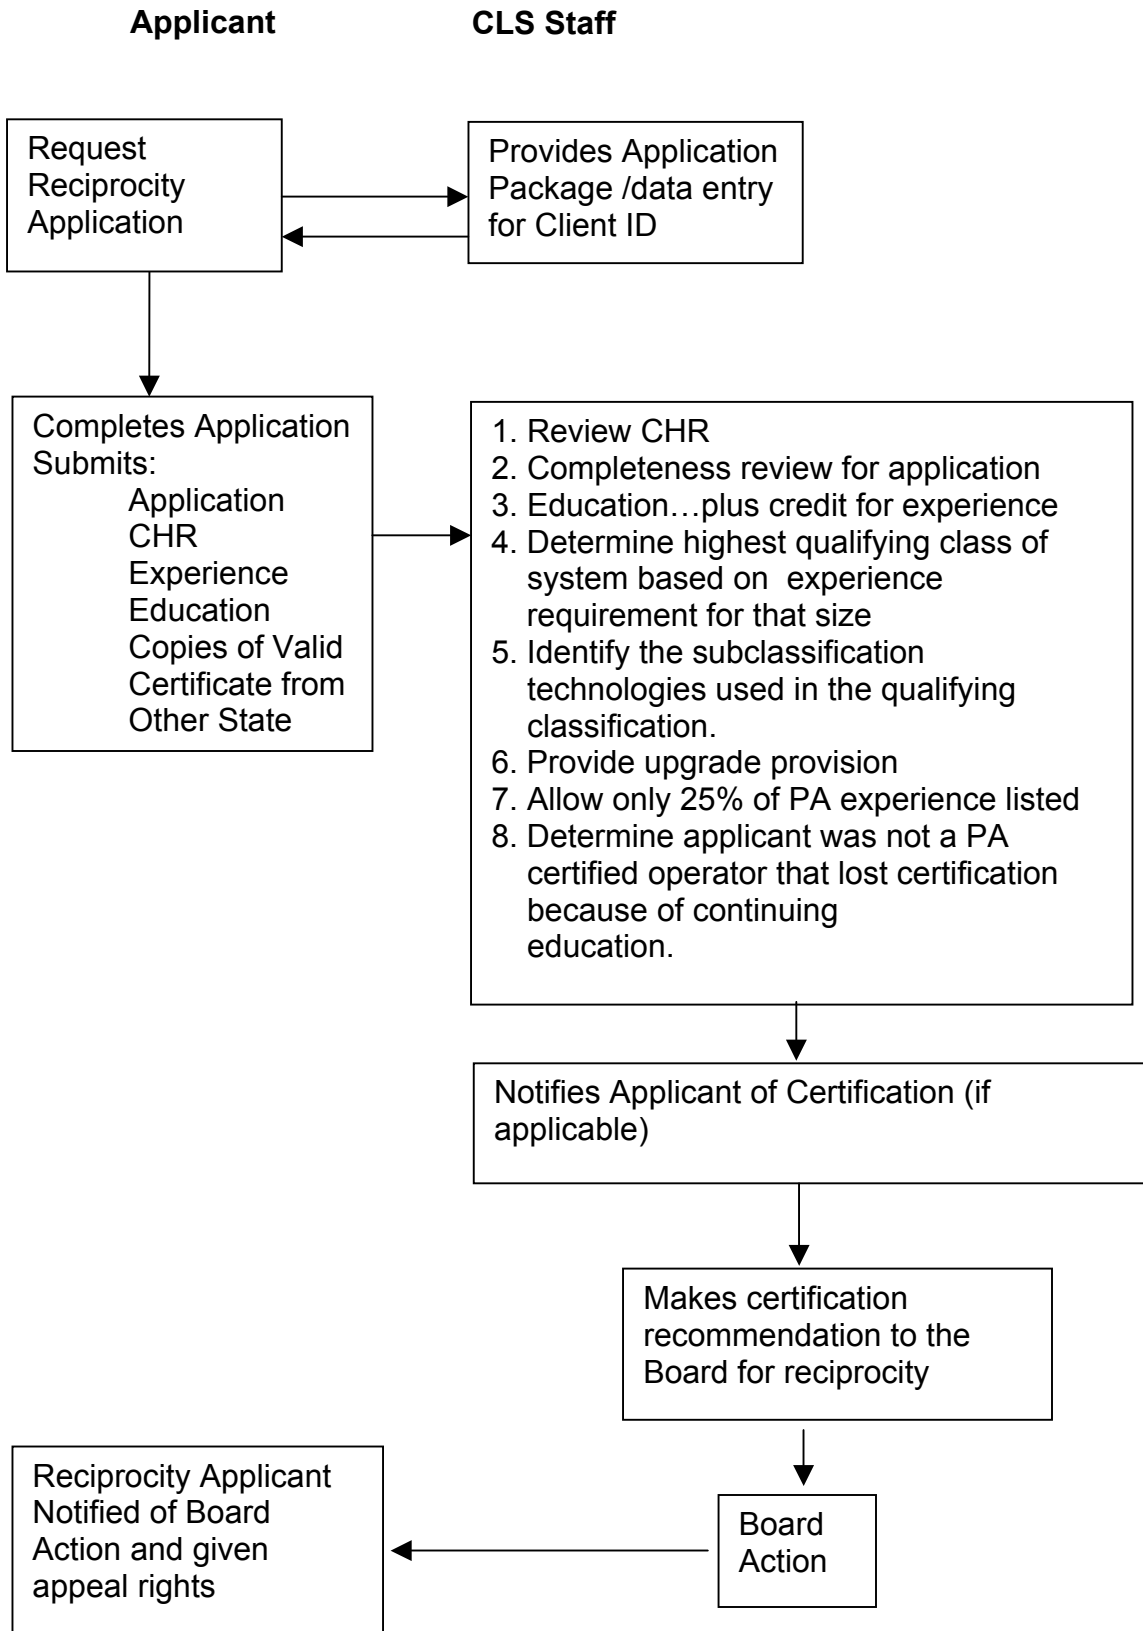 Applicant
CLS Staff
Request
Reciprocity
Application
Provides Application
Package /data entry
for Client ID
Completes Application
Submits:
Application
CHR
Experience
Education
Copies of Valid
Certificate from
Other State
1. Review CHR
2. Completeness review for application
3. Education…plus credit for experience
4. Determine highest qualifying class of
system based on experience
requirement for that size
5. Identify the subclassification
technologies used in the qualifying
classification.
6. Provide upgrade provision
7. Allow only 25% of PA experience listed
8. Determine applicant was not a PA
certified operator that lost certification
because of continuing
education.
Notifies Applicant of Certification (if
applicable)
Makes certification
recommendation to the
Board for reciprocity
Reciprocity Applicant
Notified of Board
Action and given
appeal rights
Board
Action